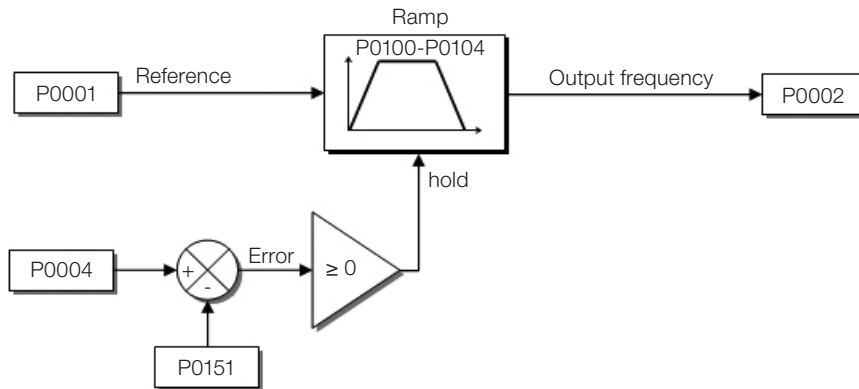 Ramp
P0100-P0104
P0001
Reference
Output frequency
P0002
hold
P0004
+
-
Error
≥ 0
P0151